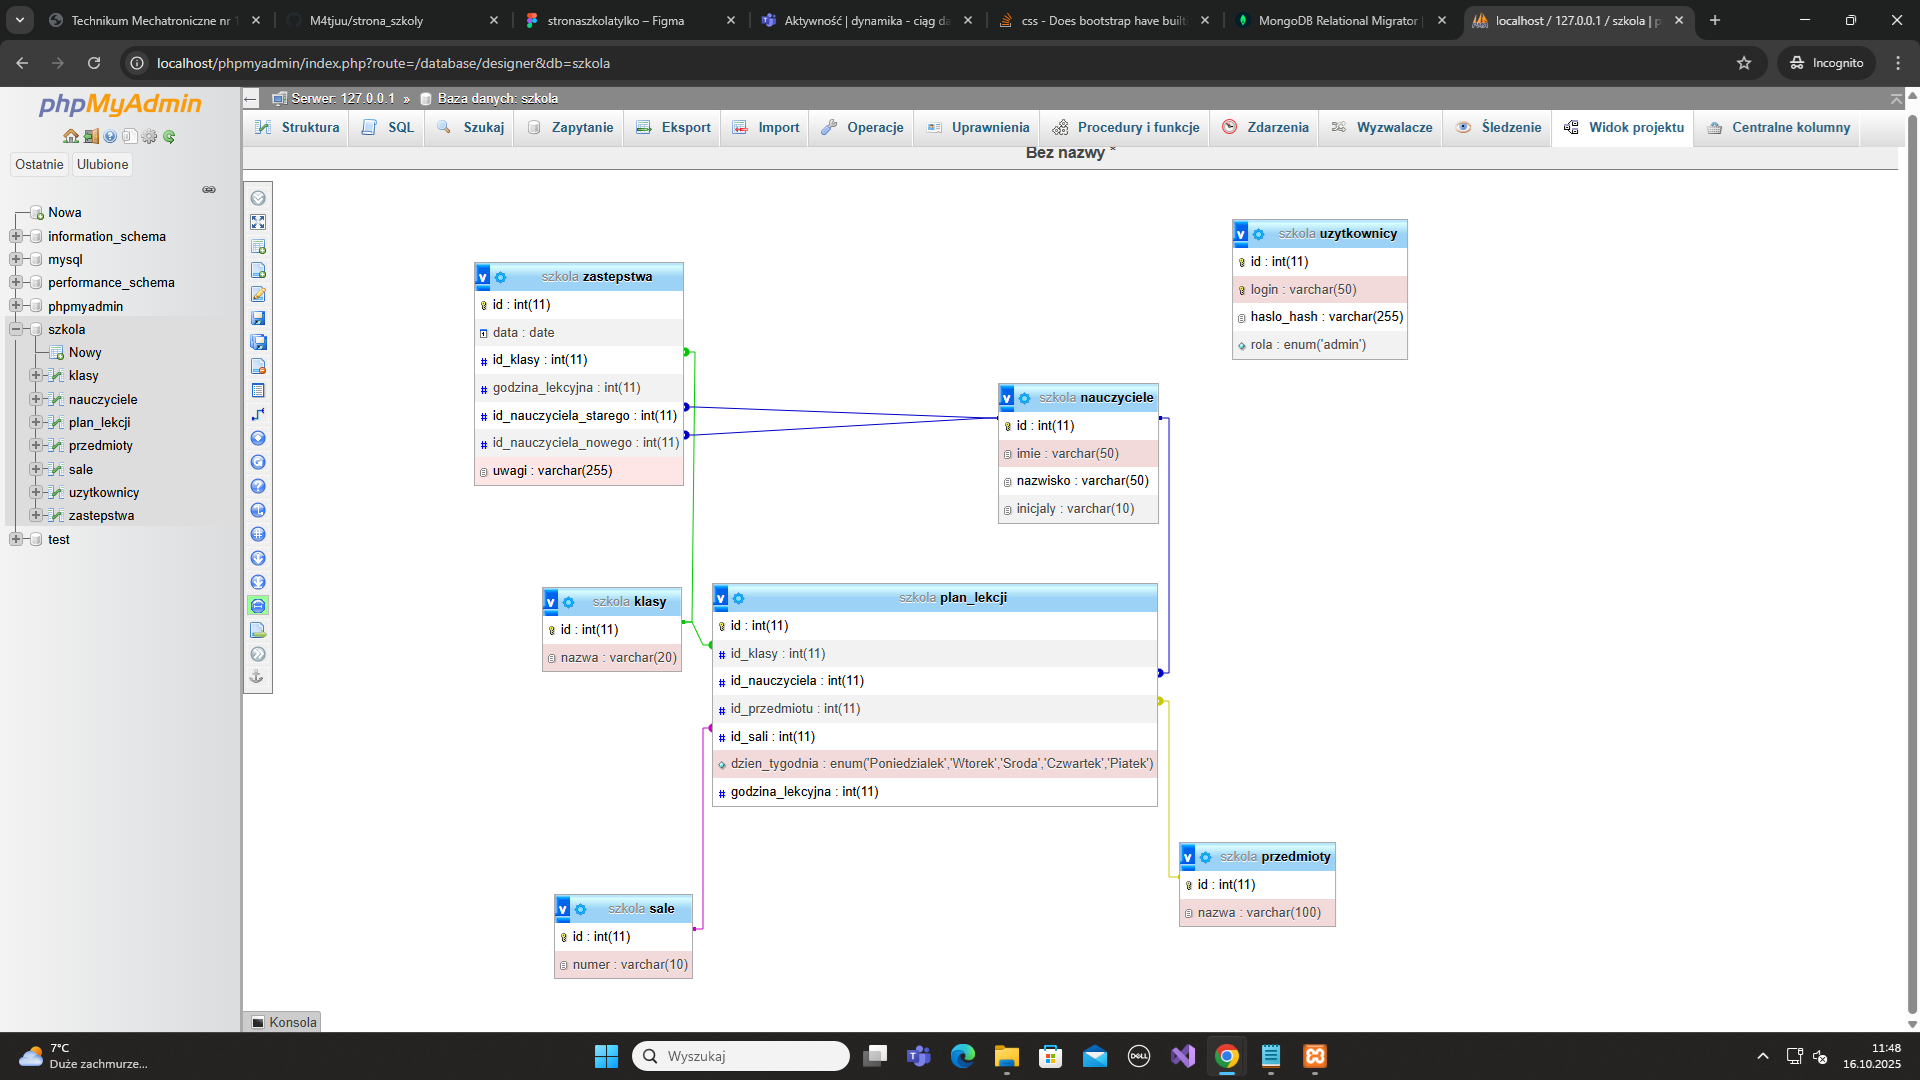 Technikum Mechatroniczne nr 1
M4tjuu/strona_szkoly
stronaszkolatylko – Figma
Aktywność | dynamika - ciąg da
css - Does bootstrap have built
MongoDB Relational Migrator |
localhost / 127.0.0.1 / szkola | p
localhost/phpmyadmin/index.php?route=/database/designer&db=szkola
Incognito
phpMyAdmin
Ostatnie
Ulubione
Nowa
information_schema
mysql
performance_schema
phpmyadmin
szkola
Nowy
klasy
nauczyciele
plan_lekcji
przedmioty
sale
uzytkownicy
zastepstwa
test
Serwer: 127.0.0.1 » Baza danych: szkola
Struktura
SQL
Szukaj
Zapytanie
Eksport
Import
Operacje
Uprawnienia
Procedury i funkcje
Zdarzenia
Wyzwalacze
Śledzenie
Widok projektu
Centralne kolumny
Bez nazwy *
v szkola uzytkownicy
id : int(11)
login : varchar(50)
haslo_hash : varchar(255)
rola : enum('admin')
v szkola zastepstwa
id : int(11)
data : date
# id_klasy : int(11)
# godzina_lekcyjna : int(11)
# id_nauczyciela_starego : int(11)
# id_nauczyciela_nowego : int(11)
uwagi : varchar(255)
v szkola nauczyciele
id : int(11)
imie : varchar(50)
nazwisko : varchar(50)
inicjaly : varchar(10)
v szkola klasy
id : int(11)
nazwa : varchar(20)
v szkola plan_lekcji
id : int(11)
# id_klasy : int(11)
# id_nauczyciela : int(11)
# id_przedmiotu : int(11)
# id_sali : int(11)
dzien_tygodnia : enum('Poniedzialek','Wtorek','Sroda','Czwartek','Piatek')
# godzina_lekcyjna : int(11)
v szkola przedmioty
id : int(11)
nazwa : varchar(100)
v szkola sale
id : int(11)
numer : varchar(10)
Konsola
7°C
Duże zachmurze...
Wyszukaj
DELL
11:48
16.10.2025